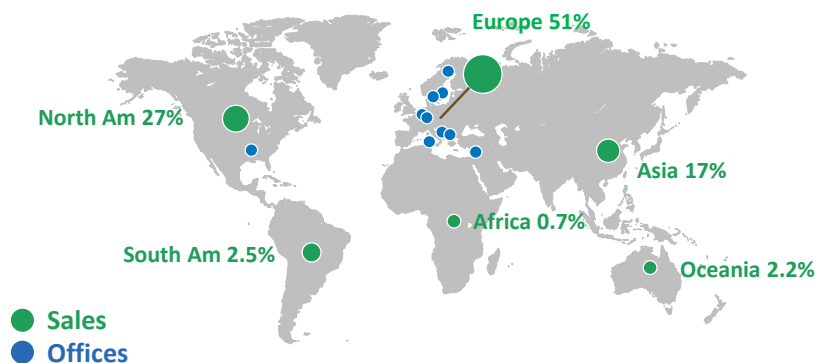 Europe 51%
North Am 27%
Asia 17%
Africa 0.7%
South Am 2.5%
Oceania 2.2%
Sales
Offices